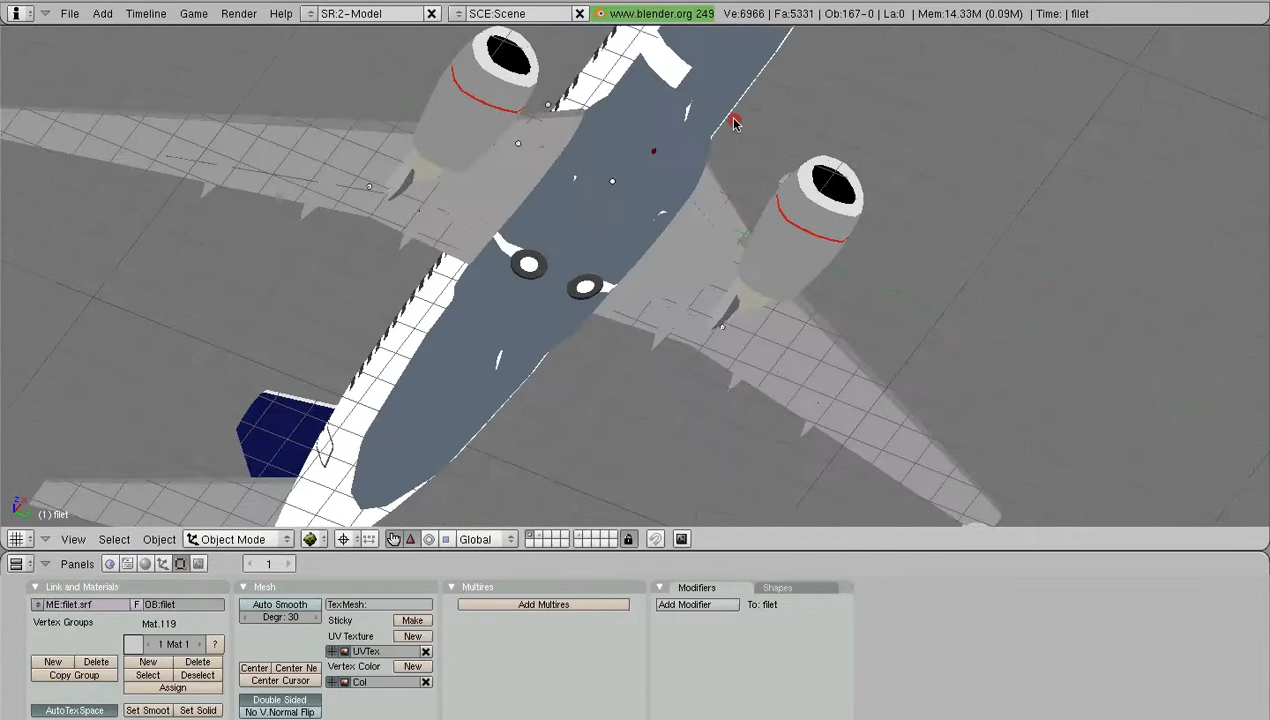 File Add Timeline Game Render Help SR:2-Model SCE:Scene www.blender.org 249 Ve:6966 | Fa:5331 | Ob:167-0 | La:0 | Mem:14.33M (0.09M) | Time: | filet
(1) filet
View Select Object Object Mode Global
Panels 1
Link and Materials Mesh Multires Modifiers Shapes
ME:filet.srf F OB:filet Auto Smooth TexMesh: Add Multires Add Modifier To: filet
Vertex Groups Mat.119 Degr: 30 Sticky Make
1 Mat 1 ? UV Texture New
UVTex
New Delete New Delete Center Center Ne Vertex Color New
Copy Group Select Deselect Center Cursor Col
Assign
AutoTexSpace Set Smoot Set Solid Double Sided
No V.Normal Flip